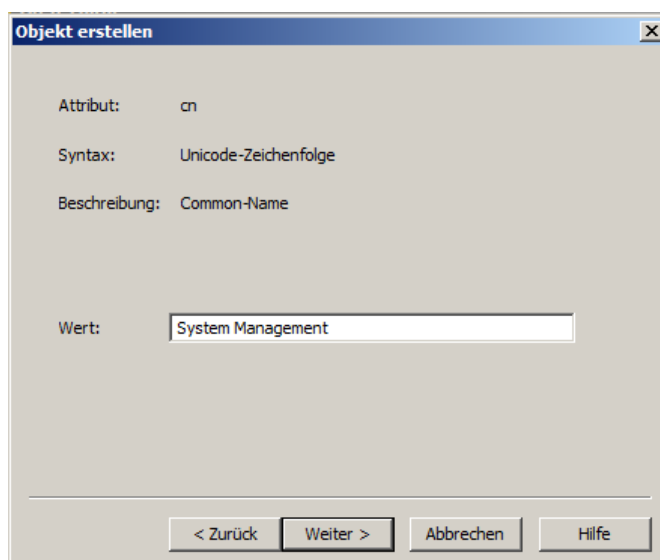 Objekt erstellen
Attribut: cn
Syntax: Unicode-Zeichenfolge
Beschreibung: Common-Name
Wert: System Management
< Zurück Weiter > Abbrechen Hilfe